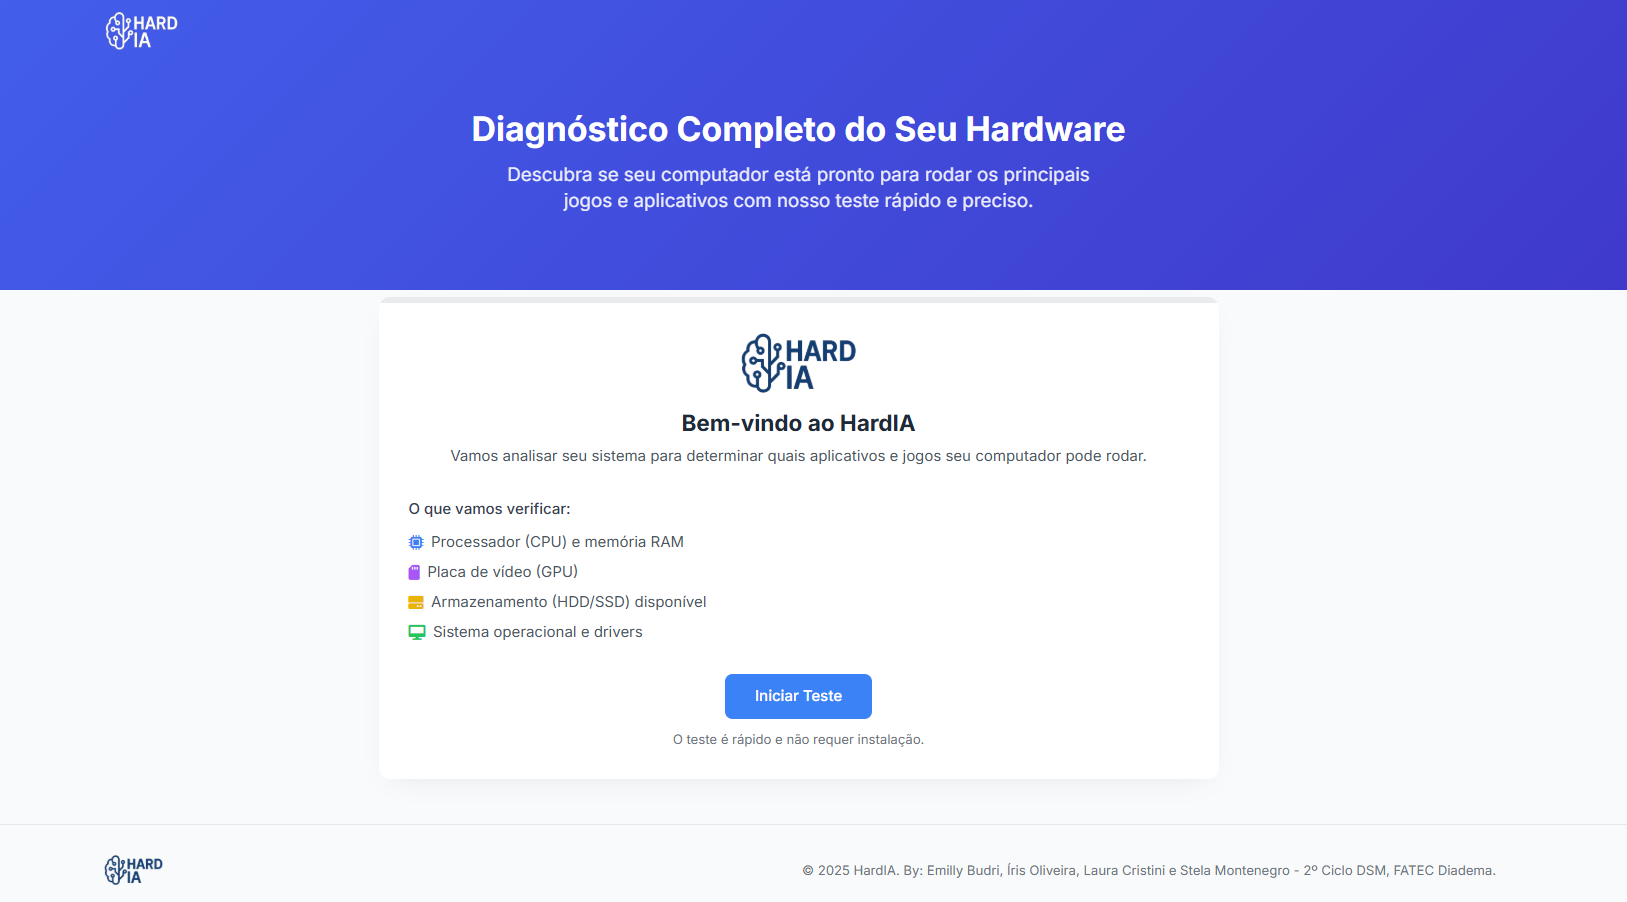 HARD
IA
Diagnóstico Completo do Seu Hardware
Descubra se seu computador está pronto para rodar os principais
jogos e aplicativos com nosso teste rápido e preciso.
HARD
IA
Bem-vindo ao HardIA
Vamos analisar seu sistema para determinar quais aplicativos e jogos seu computador pode rodar.
O que vamos verificar:
Processador (CPU) e memória RAM
Placa de vídeo (GPU)
Armazenamento (HDD/SSD) disponível
Sistema operacional e drivers
Iniciar Teste
O teste é rápido e não requer instalação.
HARD
IA
© 2025 HardIA. By: Emilly Budri, Íris Oliveira, Laura Cristini e Stela Montenegro - 2º Ciclo DSM, FATEC Diadema.